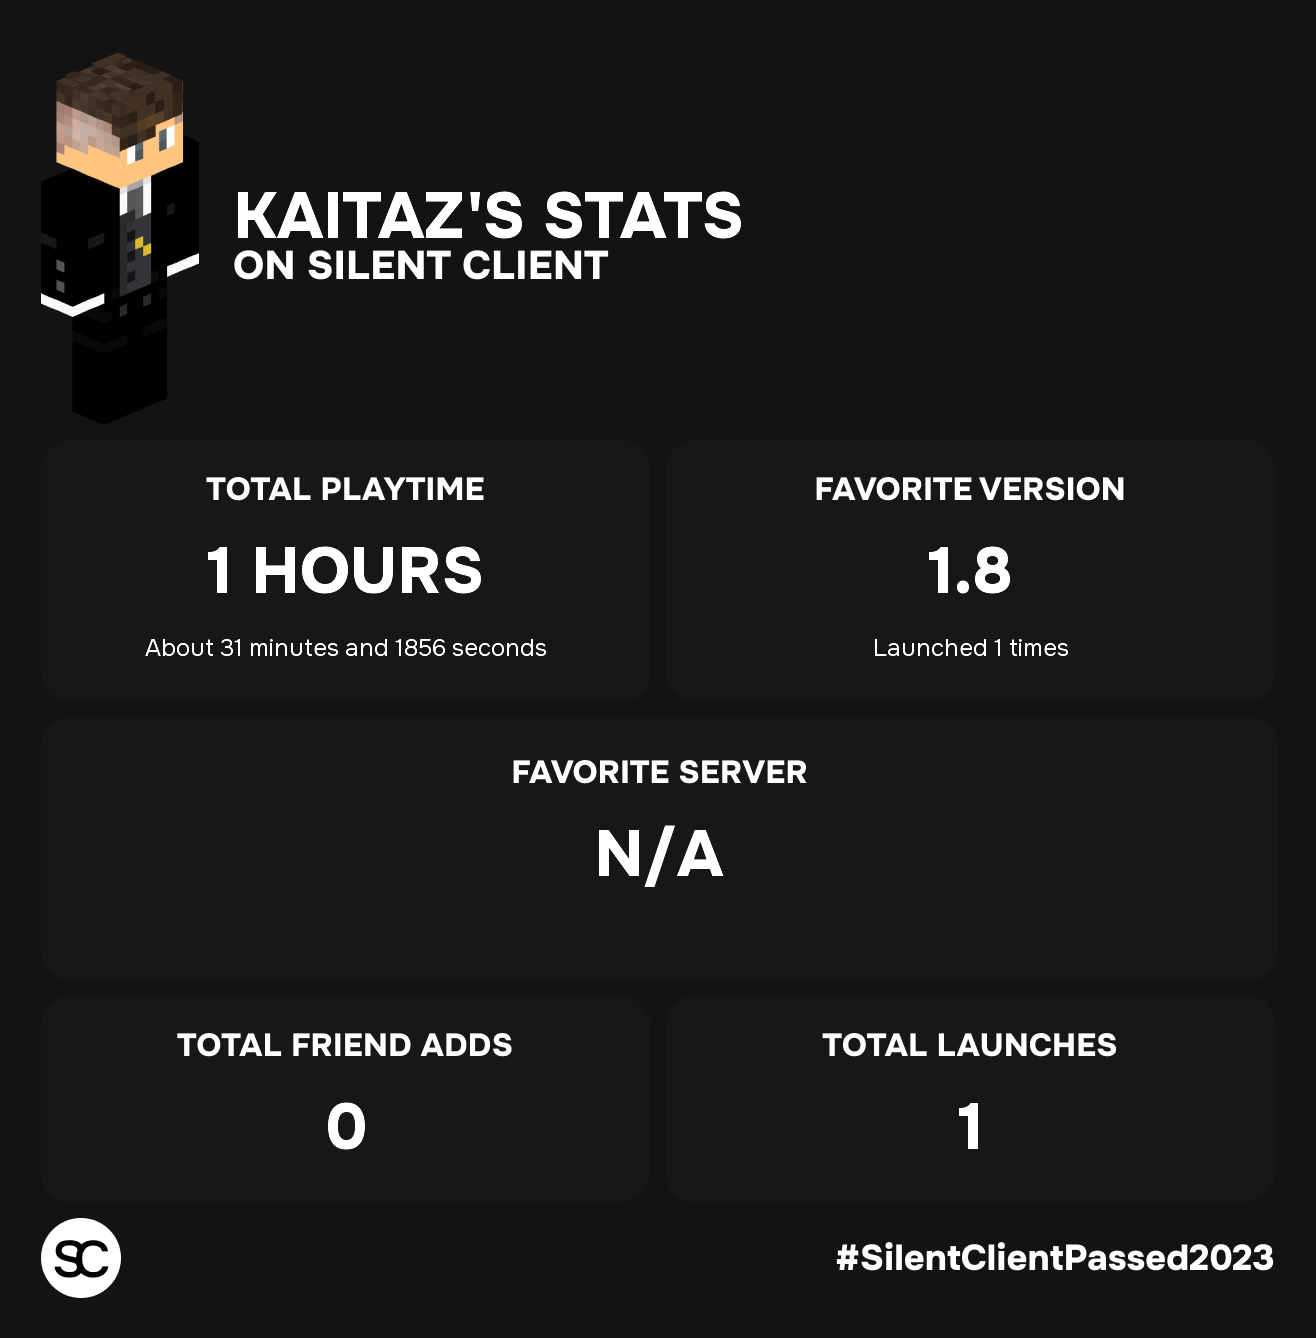 KAITAZ'S STATS
ON SILENT CLIENT
TOTAL PLAYTIME
1 HOURS
About 31 minutes and 1856 seconds
FAVORITE VERSION
1.8
Launched 1 times
FAVORITE SERVER
N/A
TOTAL FRIEND ADDS
0
TOTAL LAUNCHES
1
SC
#SilentClientPassed2023